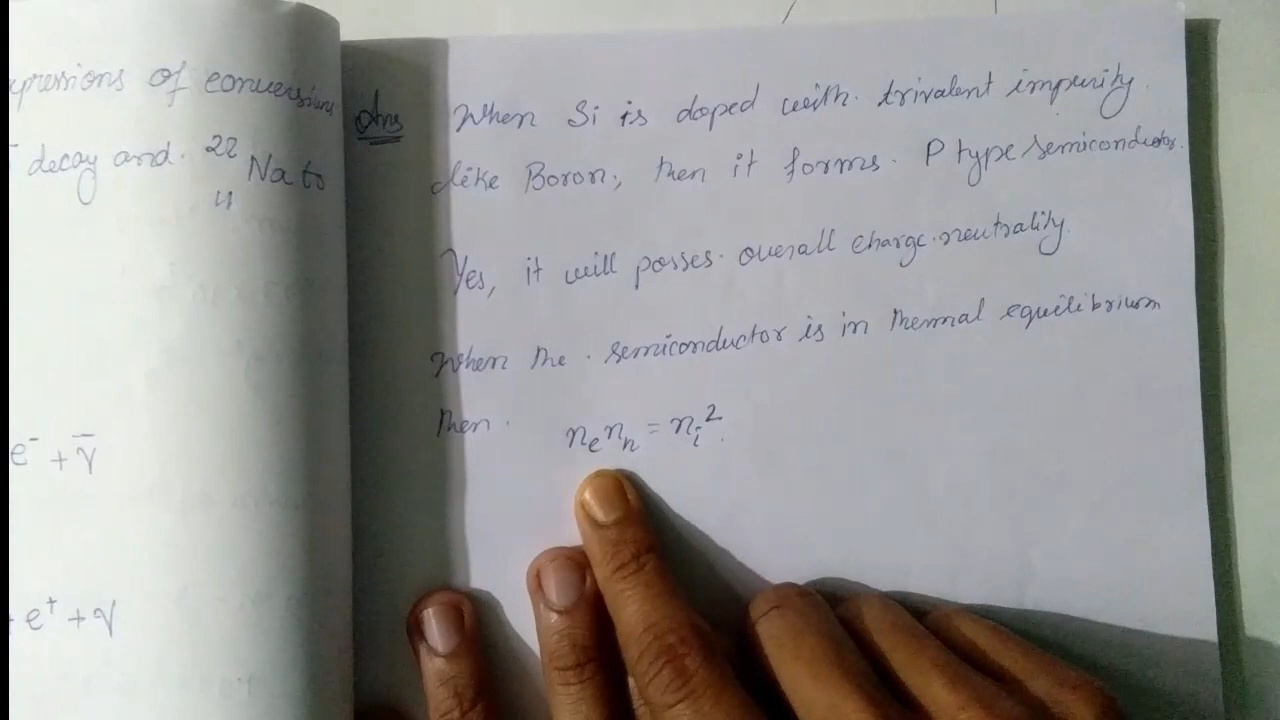 expressions of conversions
decay and 22 Na to
11
e⁻ + ν̄
e⁺ + ν
Ans When Si is doped with trivalent impurity.
like Boron, then it forms P type semiconductor.
Yes, it will posses overall charge neutrality.
When the semiconductor is in thermal equilibrium
then nₑnₕ = nᵢ²